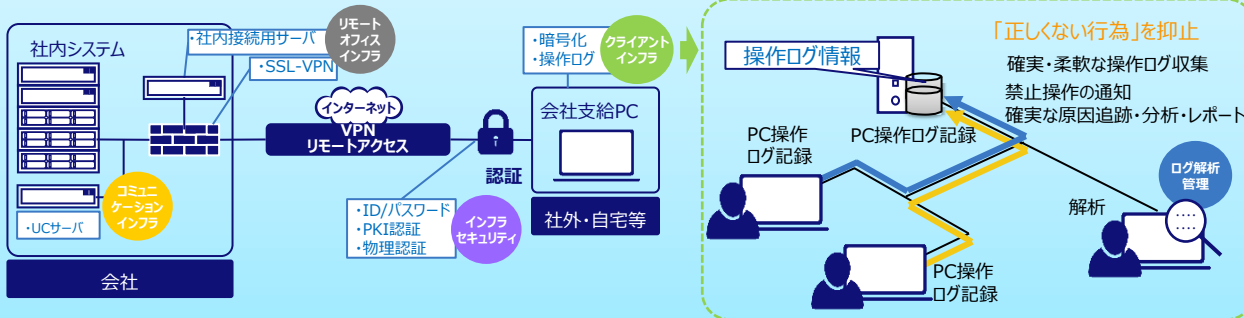 社内システム
・社内接続用サーバ
リモート
オフィス
インフラ
・SSL-VPN
・UCサーバ
コミュニ
ケーション
インフラ
会社
インターネット
VPN
リモートアクセス
認証
・ID/パスワード
・PKI認証
・物理認証
インフラ
セキュリティ
・暗号化
・操作ログ
クライアント
インフラ
会社支給PC
社外・自宅等
「正しくない行為」を抑止
確実・柔軟な操作ログ収集
禁止操作の通知
確実な原因追跡・分析・レポート
操作ログ情報
PC操作ログ記録
PC操作
ログ記録
PC操作
ログ記録
解析
ログ解析
管理